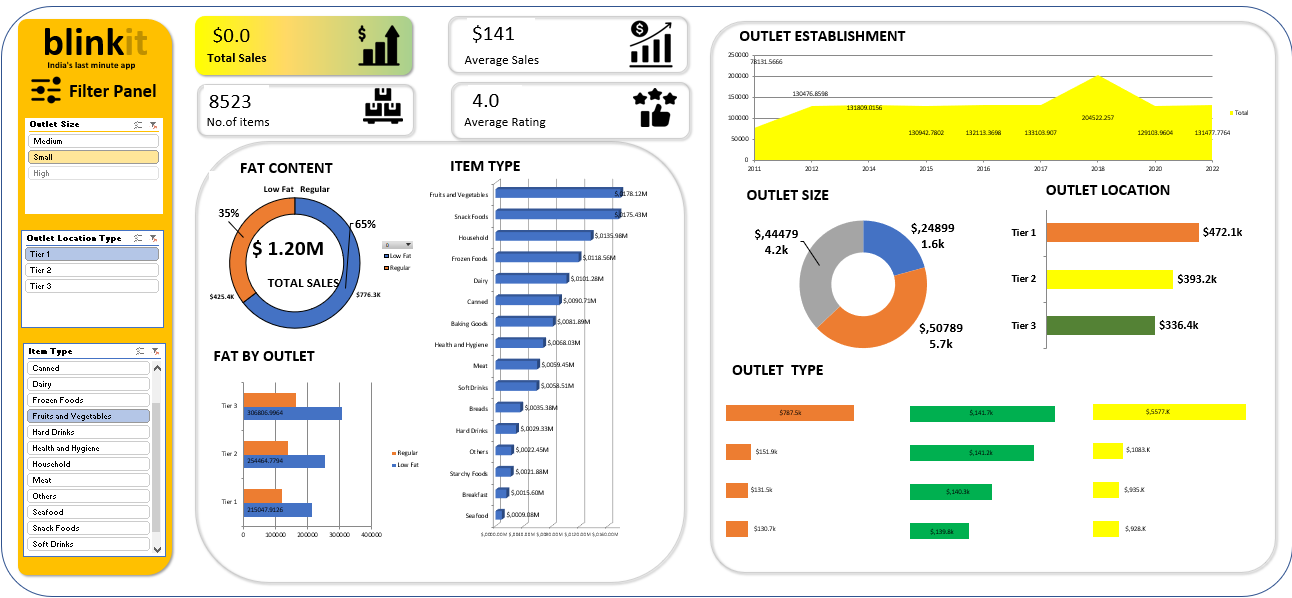 blinkit
India's last minute app
Filter Panel
Outlet Size
Medium
Small
High
Outlet Location Type
Tier 1
Tier 2
Tier 3
Item Type
Canned
Dairy
Frozen Foods
Fruits and Vegetables
Hard Drinks
Health and Hygiene
Household
Meat
Others
Seafood
Snack Foods
Soft Drinks
$0.0
Total Sales
$
$141
Average Sales
$
8523
No.of items
4.0
Average Rating
FAT CONTENT
Low Fat Regular
35%
65%
$ 1.20M
TOTAL SALES
$425.4K
$776.3K
0
Low Fat
Regular
FAT BY OUTLET
Tier 3
306806.9964
Tier 2
254464.7794
Tier 1
215047.9126
0 100000 200000 300000 400000
Regular
Low Fat
ITEM TYPE
Fruits and Vegetables $,0178.12M
Snack Foods $,0175.43M
Household $,0135.98M
Frozen Foods $,0118.56M
Dairy $,0101.28M
Canned $,0090.71M
Baking Goods $,0081.89M
Health and Hygiene $,0068.03M
Meat $,0059.45M
Soft Drinks $,0058.51M
Breads $,0035.38M
Hard Drinks $,0029.33M
Others $,0022.45M
Starchy Foods $,0021.88M
Breakfast $,0015.60M
Seafood $,0009.08M
$,0000.00M $,0040.00M $,0080.00M $,0120.00M $,0160.00M
OUTLET ESTABLISHMENT
250000
200000
150000
100000
50000
0
78131.5666
130476.8598
131809.0156
130942.7802
132113.3698
133103.907
204522.257
129103.9604
131477.7764
2011 2012 2014 2015 2016 2017 2018 2020 2022
Total
OUTLET SIZE
$,44479
4.2k
$,24899
1.6k
$,50789
5.7k
OUTLET LOCATION
Tier 1 $472.1k
Tier 2 $393.2k
Tier 3 $336.4k
OUTLET TYPE
$787.5k $,141.7k $,5577.K
$151.9k $,141.2k $,1083.K
$131.5k $,140.3k $,935.K
$130.7k $,139.8k $,928.K